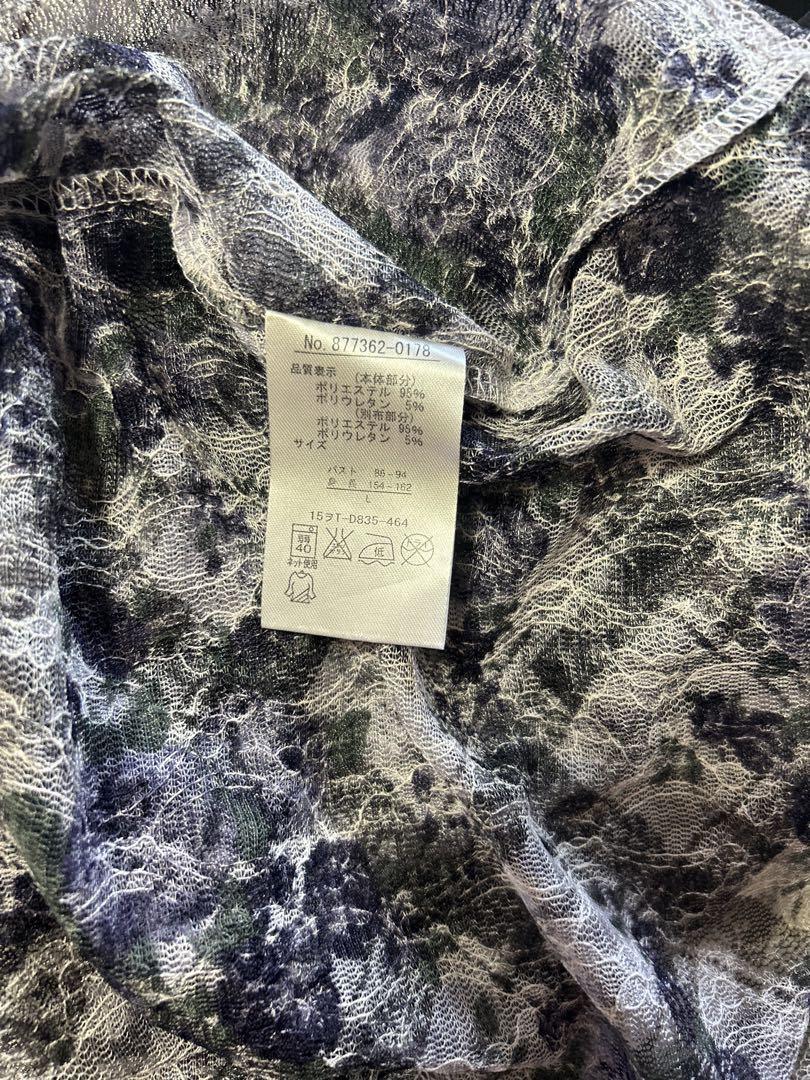 No. 877362-0178
品質表示 (本体部分)
ポリエステル 95%
ポリウレタン 5%
(別布部分)
ポリエステル 95%
ポリウレタン 5%
サイズ
バスト 86-94
身長 154-162
L
15ヲT-D835-464
弱 40
低
ネット使用